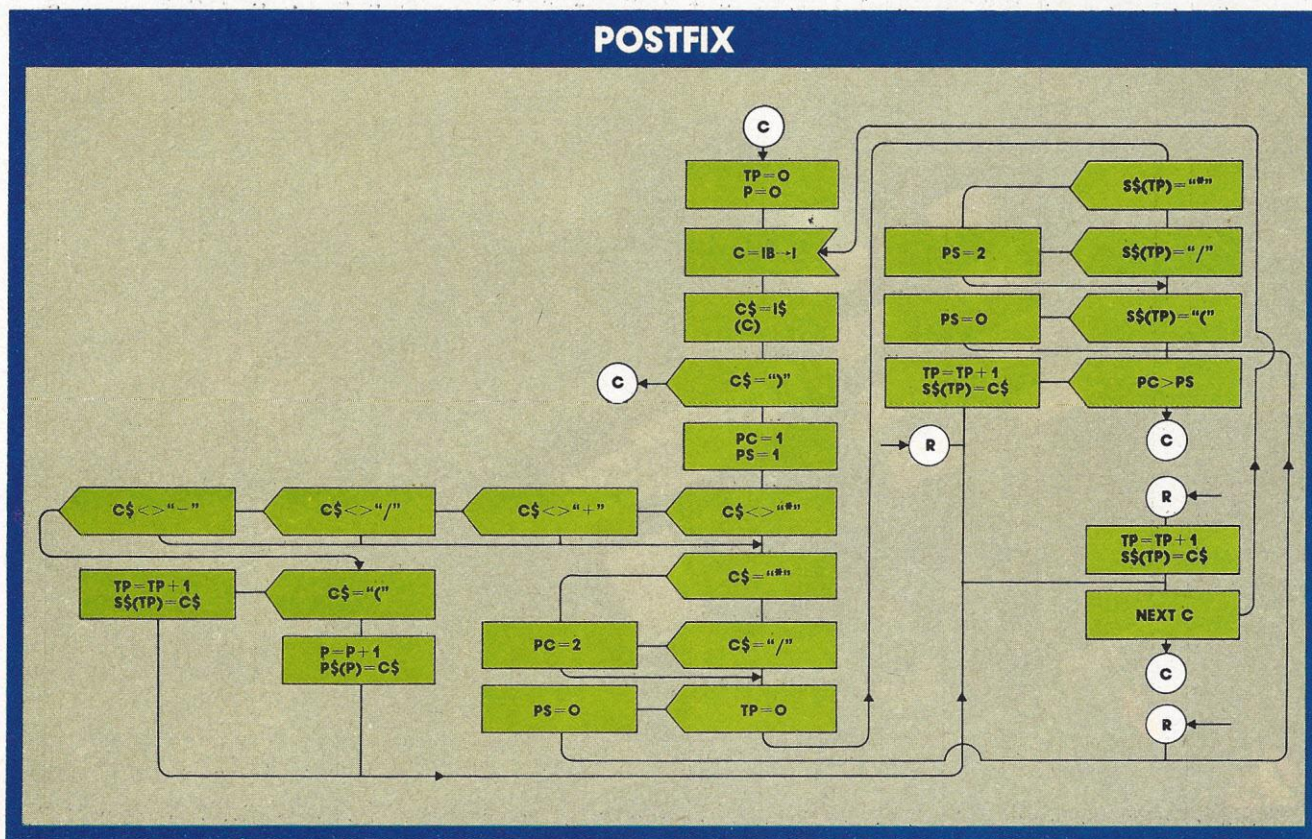 POSTFIX
C
TP=0
P=0
C=IB→I
C$=I$
(C)
C$=")"
C
PC=1
PS=1
C$<>"*"
C$<>"+"
C$<>"/"
C$<>"-"
C$="("
TP=TP+1
S$(TP)=C$
P=P+1
P$(P)=C$
C$="*"
C$="/"
PC=2
TP=0
PS=0
S$(TP)="*"
S$(TP)="/"
PS=2
S$(TP)="("
PS=0
PC>PS
TP=TP+1
S$(TP)=C$
C
R
R
TP=TP+1
S$(TP)=C$
NEXT C
C
R